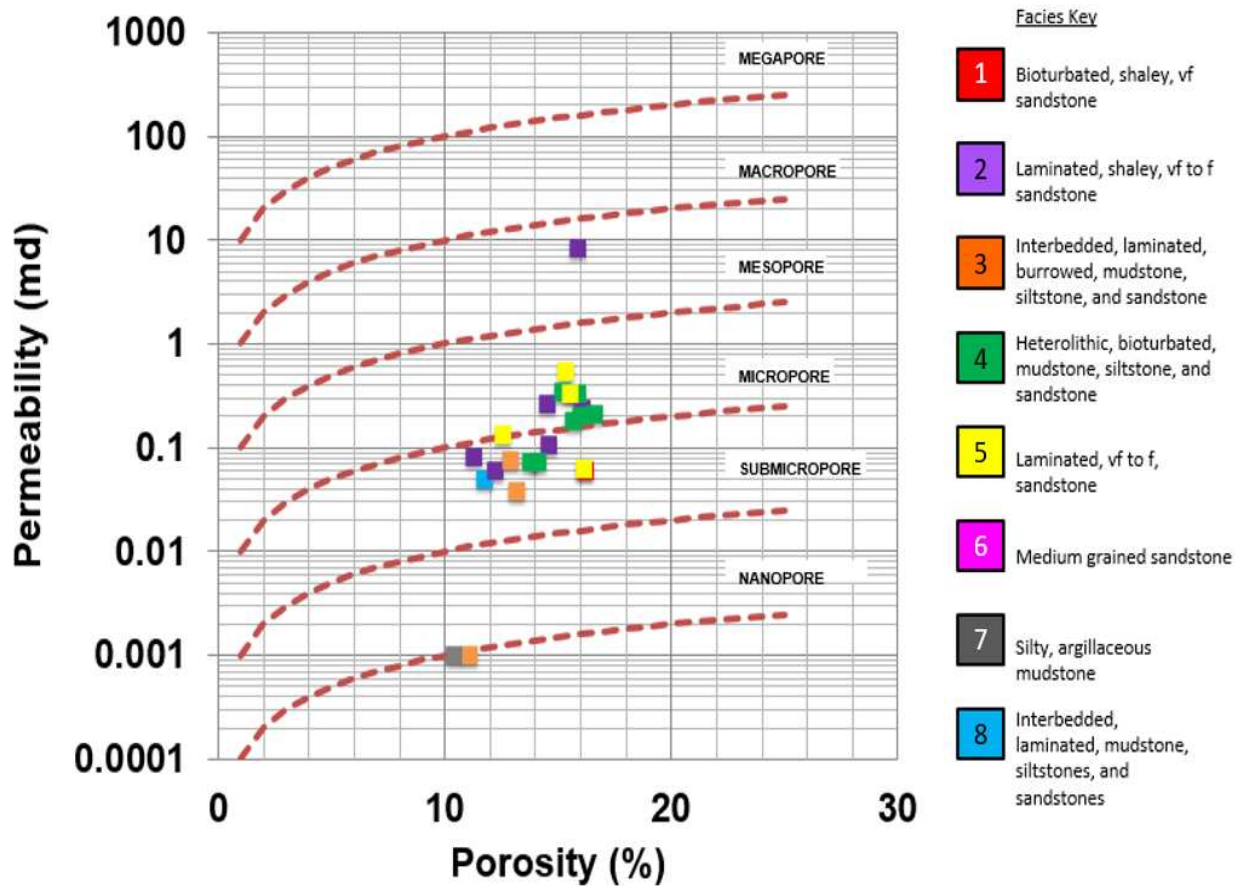 1000
100
10
1
0.1
0.01
0.001
0.0001
Permeability (md)
0
10
20
30
Porosity (%)
MEGAPORE
MACROPORE
MESOPORE
MICROPORE
SUBMICROPORE
NANOPORE
Facies Key
1
Bioturbated, shaley, vf
sandstone
2
Laminated, shaley, vf to f
sandstone
3
Interbedded, laminated,
burrowed, mudstone,
siltstone, and sandstone
4
Heterolithic, bioturbated,
mudstone, siltstone, and
sandstone
5
Laminated, vf to f,
sandstone
6
Medium grained sandstone
7
Silty, argillaceous
mudstone
8
Interbedded,
laminated, mudstone,
siltstones, and
sandstones